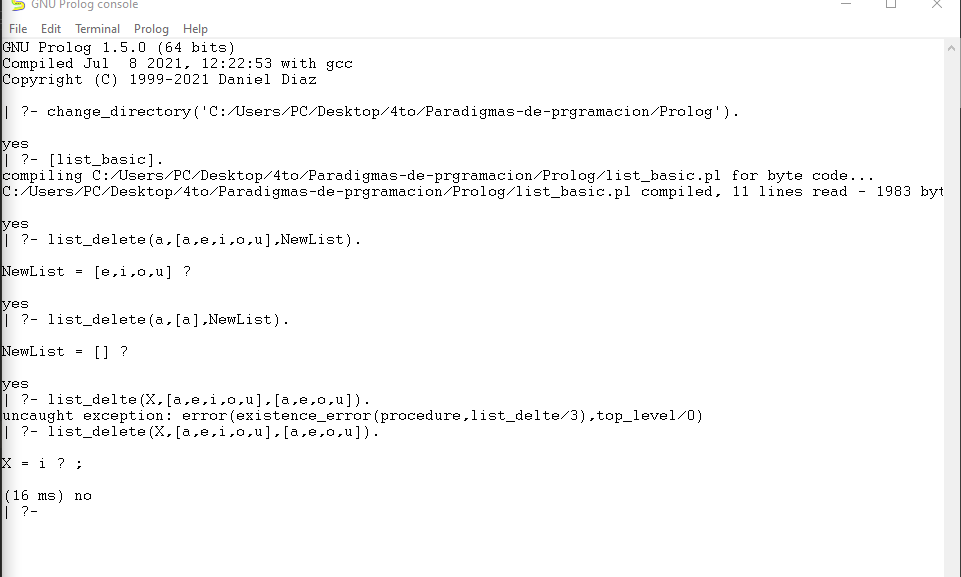 GNU Prolog console
File Edit Terminal Prolog Help
GNU Prolog 1.5.0 (64 bits)
Compiled Jul  8 2021, 12:22:53 with gcc
Copyright (C) 1999-2021 Daniel Diaz
| ?- change_directory('C:/Users/PC/Desktop/4to/Paradigmas-de-prgramacion/Prolog').
yes
| ?- [list_basic].
compiling C:/Users/PC/Desktop/4to/Paradigmas-de-prgramacion/Prolog/list_basic.pl for byte code...
C:/Users/PC/Desktop/4to/Paradigmas-de-prgramacion/Prolog/list_basic.pl compiled, 11 lines read - 1983 byt
yes
| ?- list_delete(a,[a,e,i,o,u],NewList).
NewList = [e,i,o,u] ?
yes
| ?- list_delete(a,[a],NewList).
NewList = [] ?
yes
| ?- list_delte(X,[a,e,i,o,u],[a,e,o,u]).
uncaught exception: error(existence_error(procedure,list_delte/3),top_level/0)
| ?- list_delete(X,[a,e,i,o,u],[a,e,o,u]).
X = i ? ;
(16 ms) no
| ?-